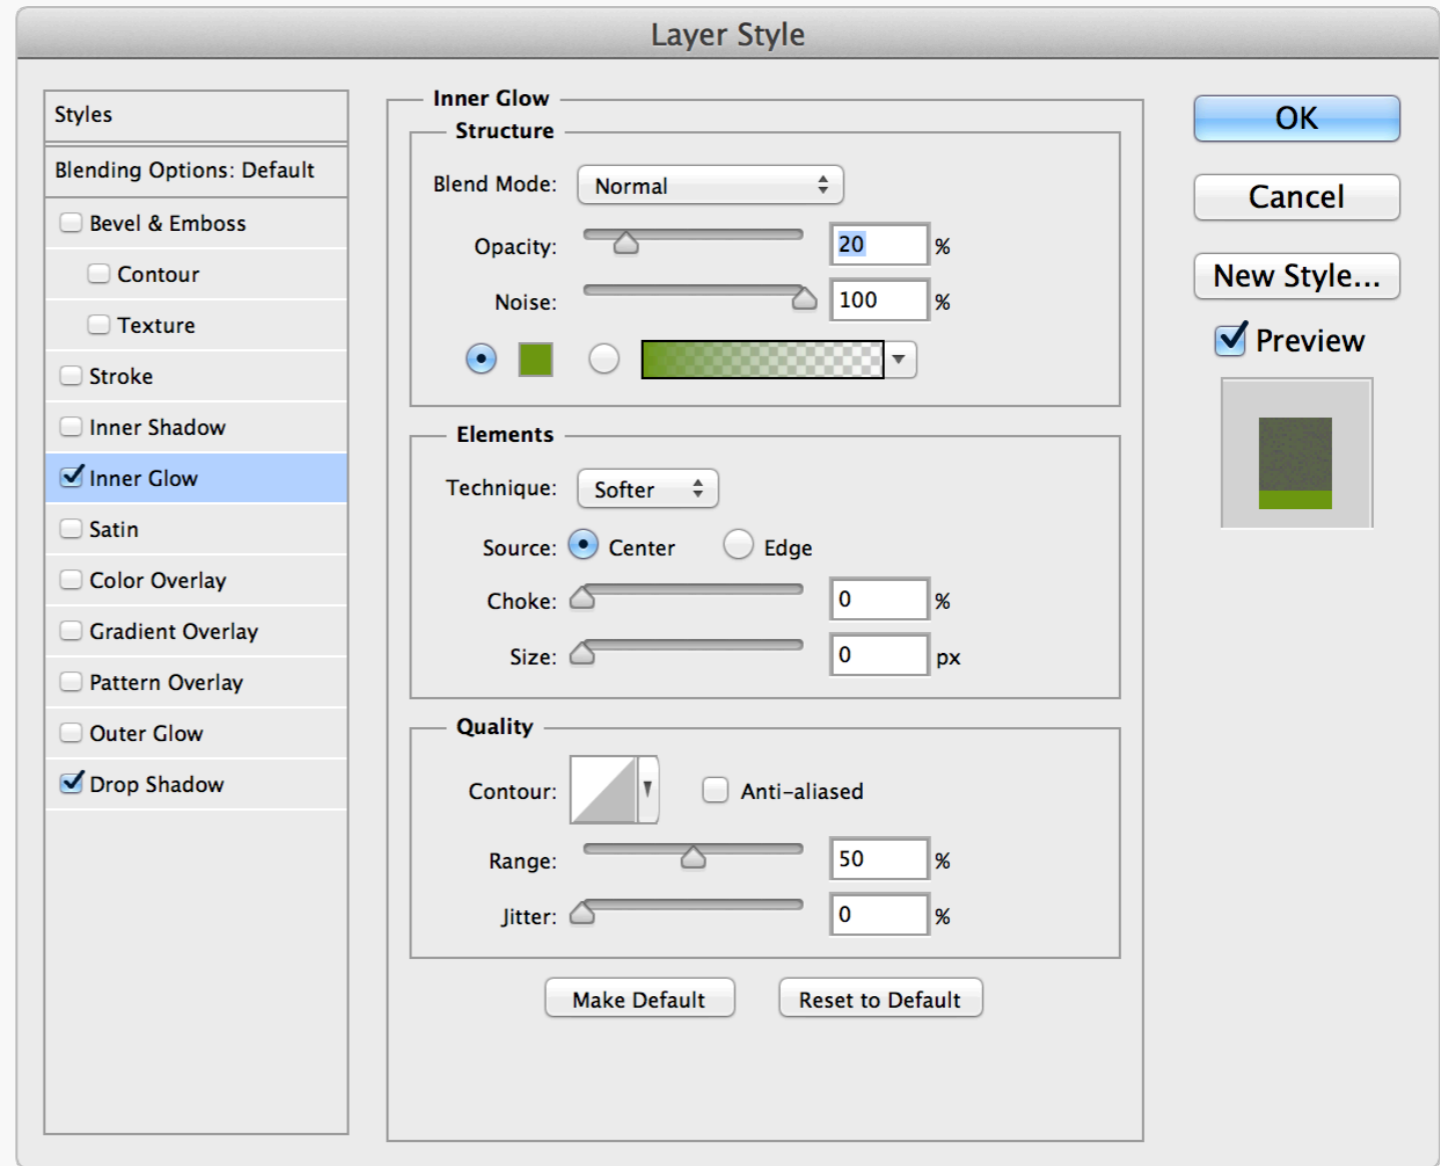 Layer Style
Styles
Blending Options: Default
Bevel & Emboss
Contour
Texture
Stroke
Inner Shadow
Inner Glow
Satin
Color Overlay
Gradient Overlay
Pattern Overlay
Outer Glow
Drop Shadow
Inner Glow
Structure
Blend Mode: Normal
Opacity: 20 %
Noise: 100 %
Elements
Technique: Softer
Source: Center Edge
Choke: 0 %
Size: 0 px
Quality
Contour: Anti-aliased
Range: 50 %
Jitter: 0 %
Make Default Reset to Default
OK
Cancel
New Style...
Preview